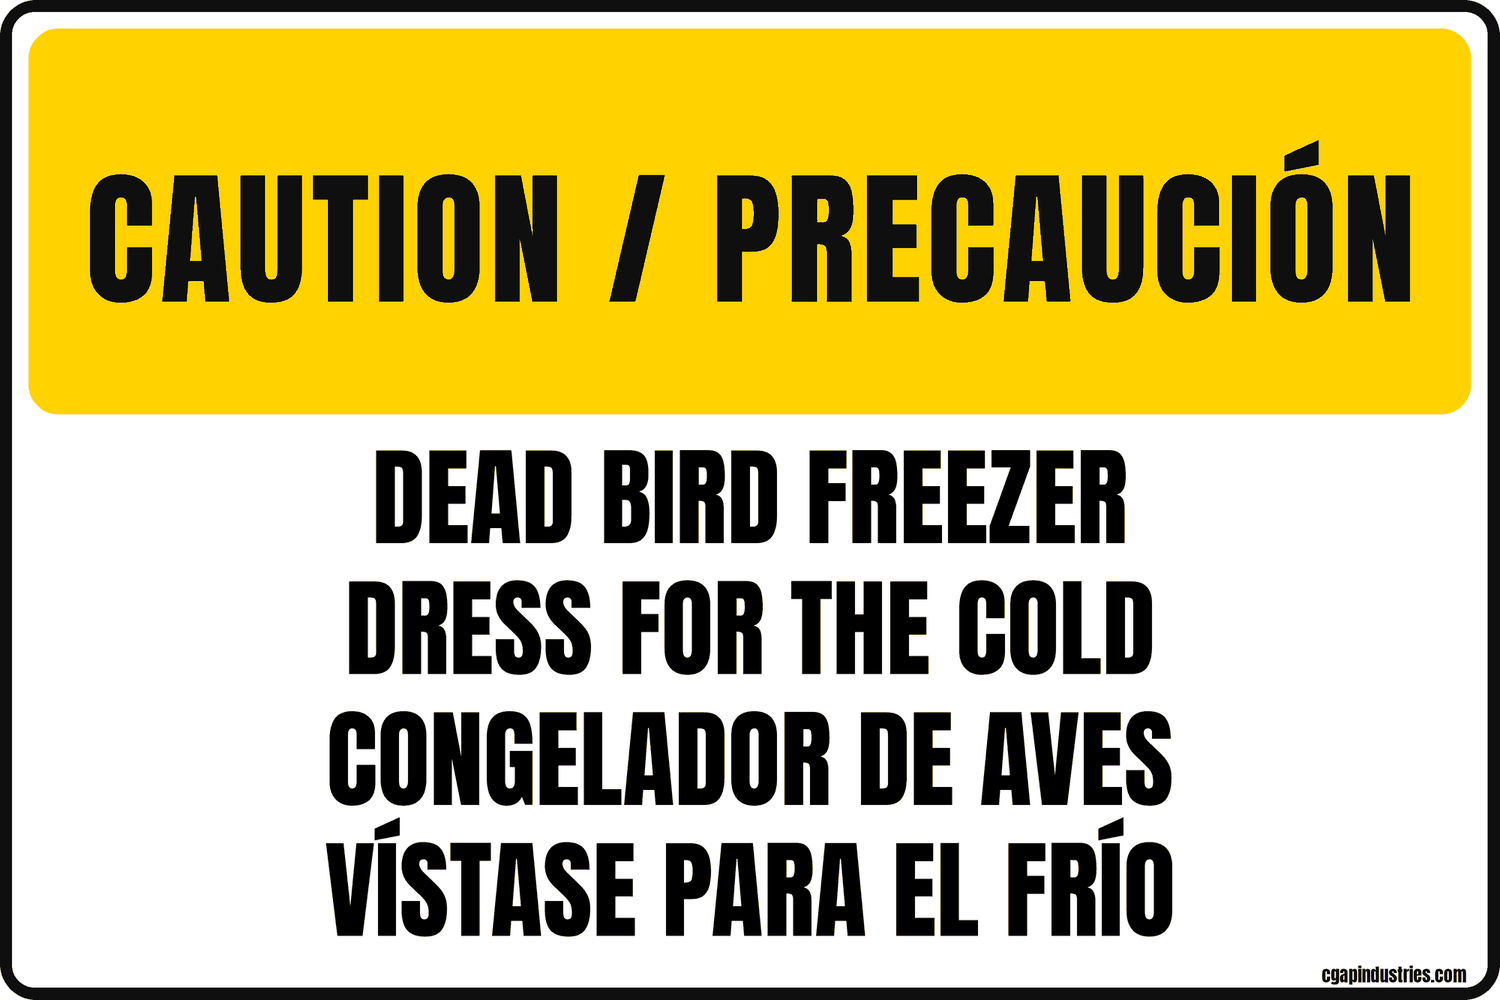 CAUTION / PRECAUCIÓN
DEAD BIRD FREEZER
DRESS FOR THE COLD
CONGELADOR DE AVES
VÍSTASE PARA EL FRÍO
cgapindustries.com